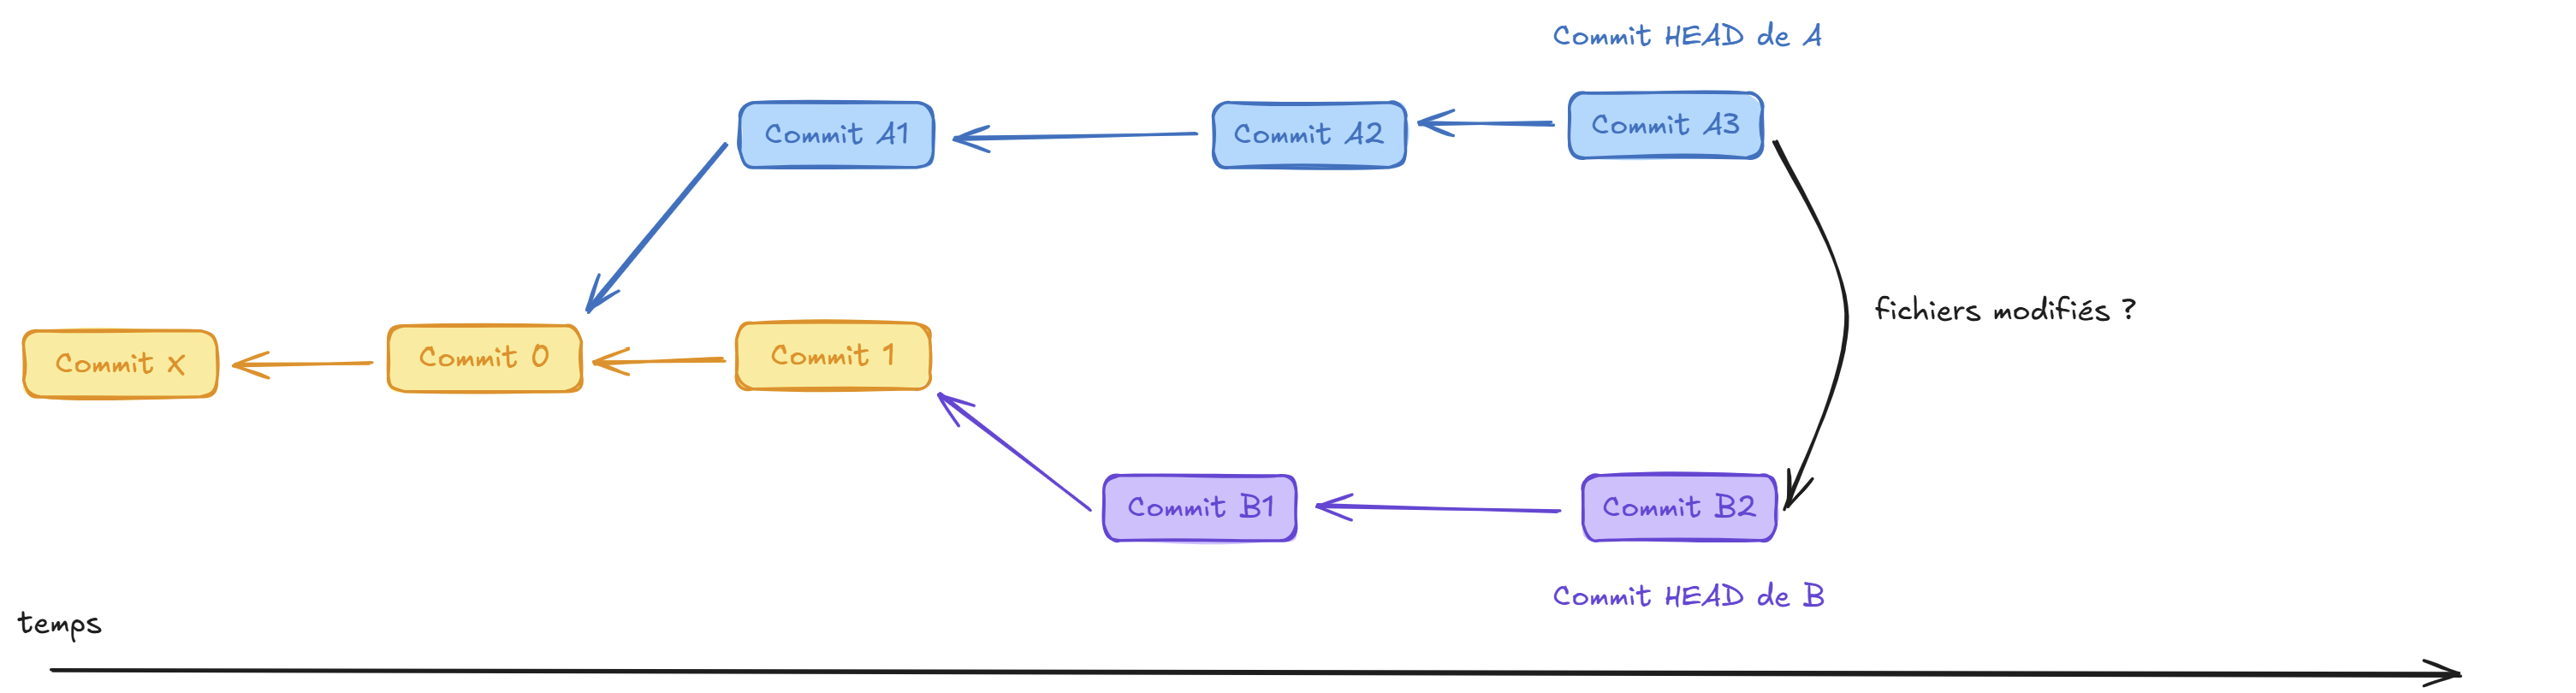 Commit HEAD de A
Commit A1
Commit A2
Commit A3
fichiers modifiés ?
Commit X
Commit 0
Commit 1
Commit B1
Commit B2
Commit HEAD de B
temps